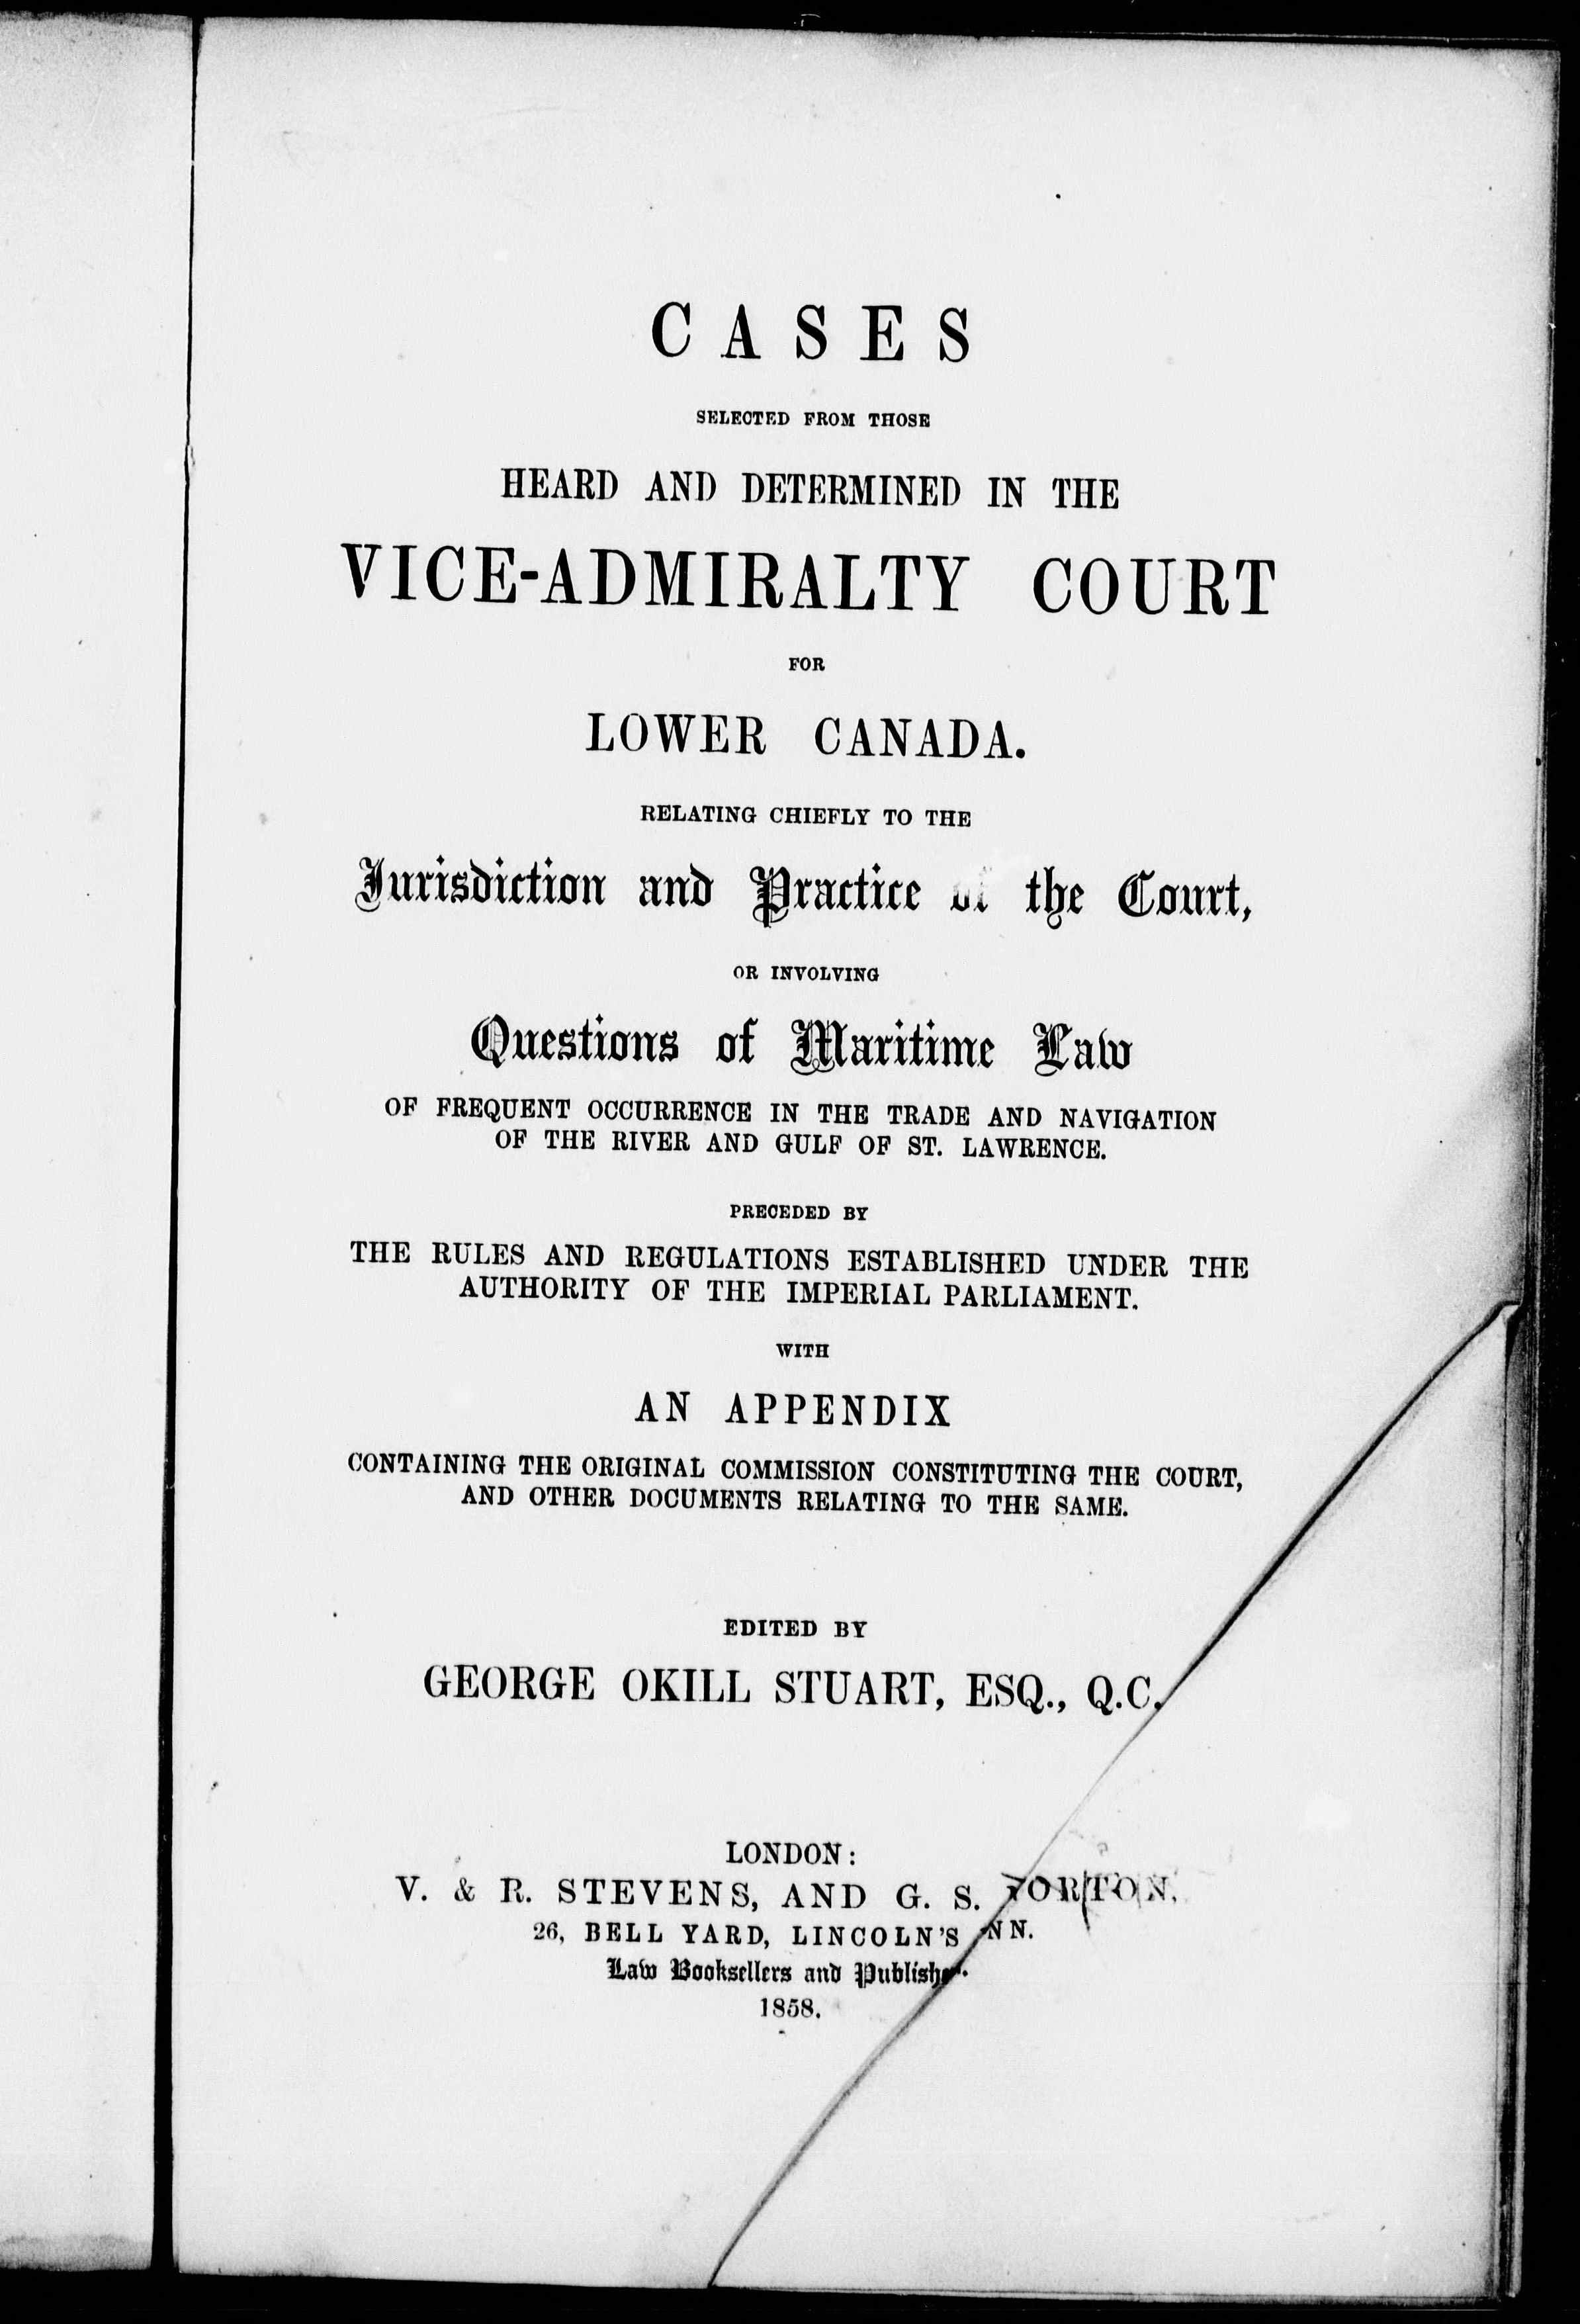 CASES
SELECTED FROM THOSE
HEARD AND DETERMINED IN THE
VICE-ADMIRALTY COURT
FOR
LOWER CANADA.
RELATING CHIEFLY TO THE
Jurisdiction and Practice of the Court,
OR INVOLVING
Questions of Maritime Law
OF FREQUENT OCCURRENCE IN THE TRADE AND NAVIGATION
OF THE RIVER AND GULF OF ST. LAWRENCE.
PRECEDED BY
THE RULES AND REGULATIONS ESTABLISHED UNDER THE
AUTHORITY OF THE IMPERIAL PARLIAMENT.
WITH
AN APPENDIX
CONTAINING THE ORIGINAL COMMISSION CONSTITUTING THE COURT,
AND OTHER DOCUMENTS RELATING TO THE SAME.
EDITED BY
GEORGE OKILL STUART, ESQ., Q.C.
LONDON:
V. & R. STEVENS, AND G. S.
26, BELL YARD, LINCOLN'S
Law Booksellers and
1858.